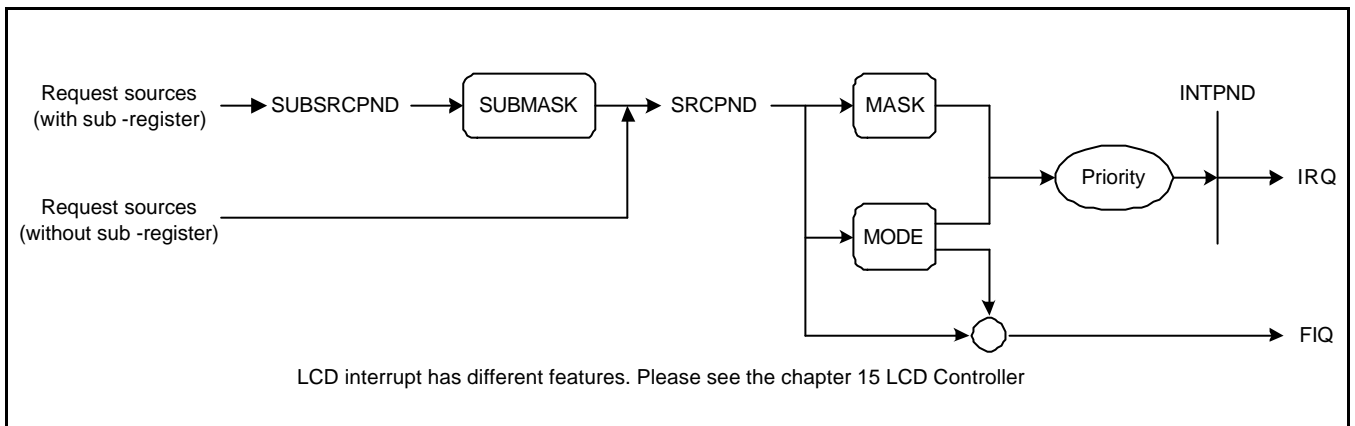 Request sources
(with sub -register)
SUBSRCPND
SUBMASK
SRCPND
MASK
INTPND
Request sources
(without sub -register)
MODE
Priority
IRQ
FIQ
LCD interrupt has different features. Please see the chapter 15 LCD Controller